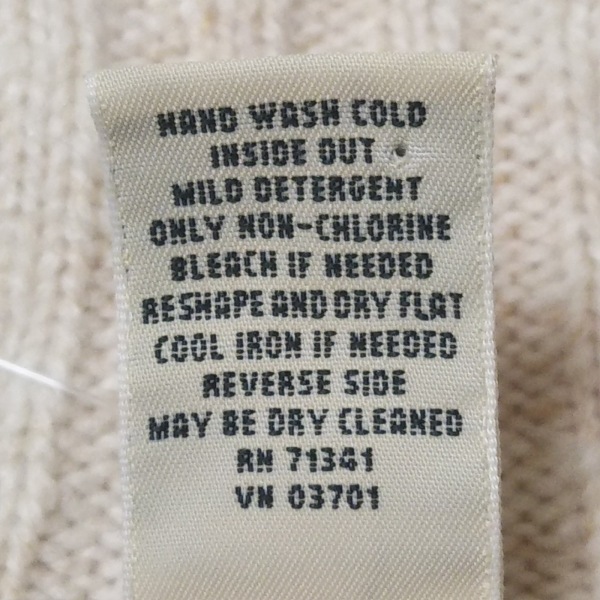 HAND WASH COLD
INSIDE OUT
MILD DETERGENT
ONLY NON-CHLORINE
BLEACH IF NEEDED
RESHAPE AND DRY FLAT
COOL IRON IF NEEDED
REVERSE SIDE
MAY BE DRY CLEANED
RN 71341
VN 03701